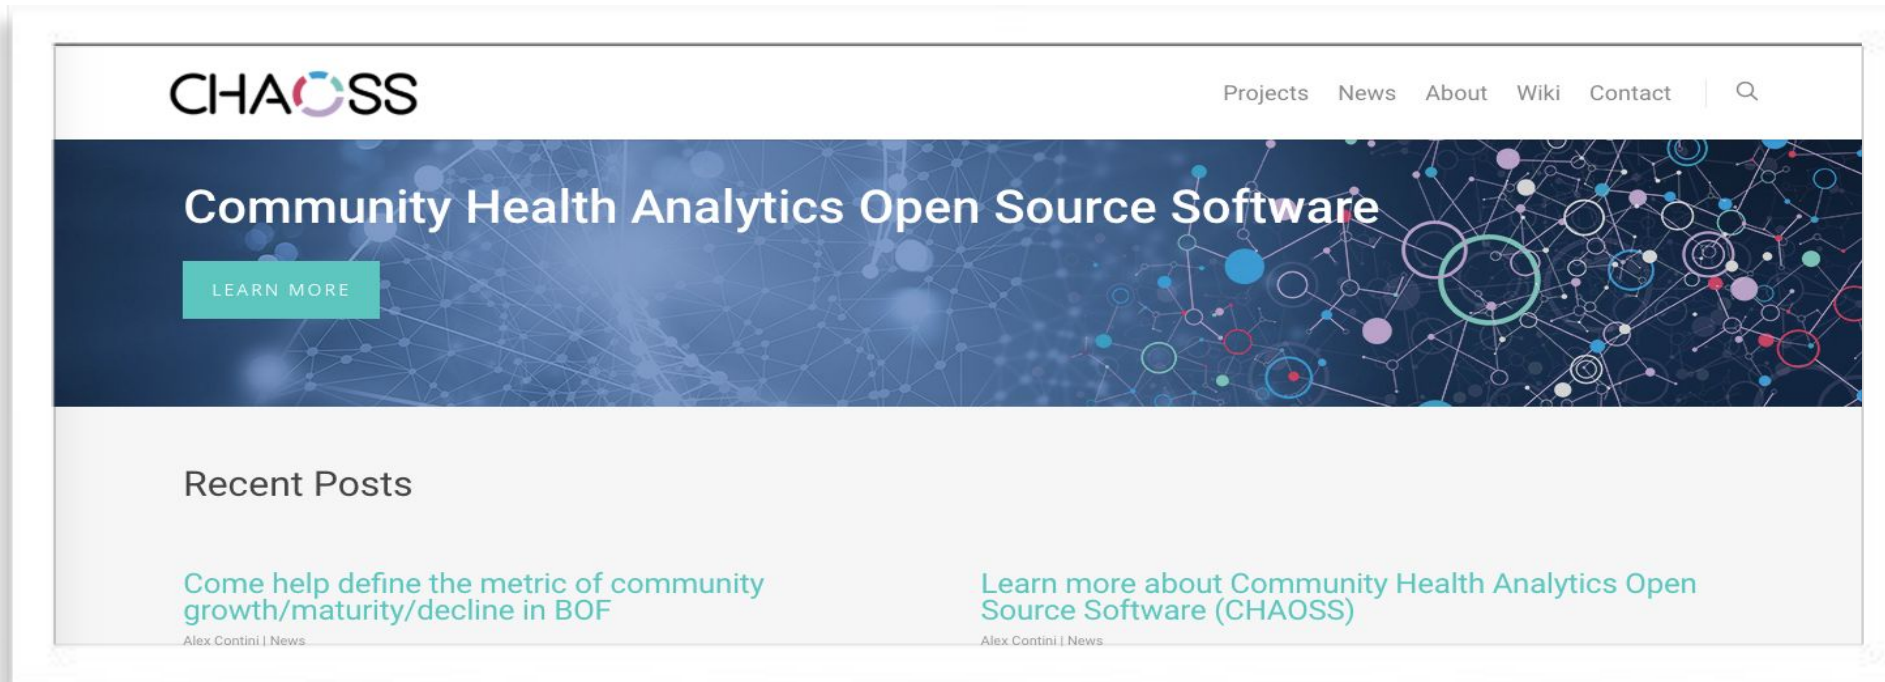 CHAOSS
Projects News About Wiki Contact
Community Health Analytics Open Source Software
LEARN MORE
Recent Posts
Come help define the metric of community
growth/maturity/decline in BOF
Alex Contini | News
Learn more about Community Health Analytics Open
Source Software (CHAOSS)
Alex Contini | News